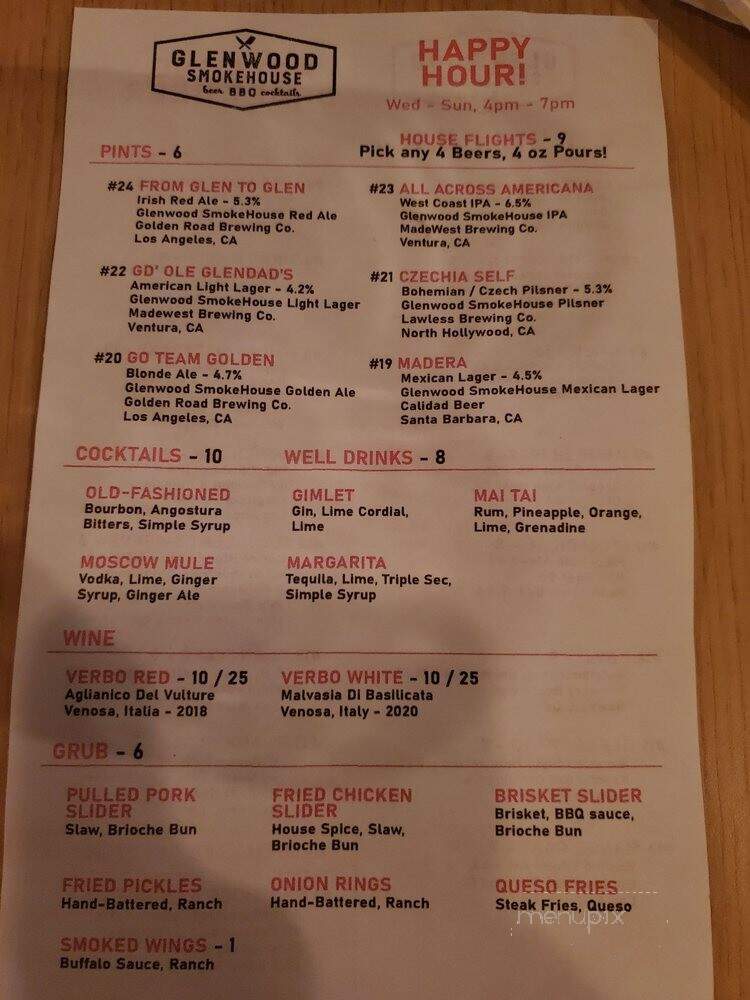 GLENWOOD
SMOKEHOUSE
beer BBQ cocktails
HAPPY
HOUR!
Wed - Sun, 4pm - 7pm
PINTS - 6
HOUSE FLIGHTS - 9
Pick any 4 Beers, 4 oz Pours!
#24 FROM GLEN TO GLEN
Irish Red Ale - 5.3%
Glenwood SmokeHouse Red Ale
Golden Road Brewing Co.
Los Angeles, CA
#23 ALL ACROSS AMERICANA
West Coast IPA - 6.5%
Glenwood SmokeHouse IPA
MadeWest Brewing Co.
Ventura, CA
#22 GD' OLE GLENDAD'S
American Light Lager - 4.2%
Glenwood SmokeHouse Light Lager
Madewest Brewing Co.
Ventura, CA
#21 CZECHIA SELF
Bohemian / Czech Pilsner - 5.3%
Glenwood SmokeHouse Pilsner
Lawless Brewing Co.
North Hollywood, CA
#20 GO TEAM GOLDEN
Blonde Ale - 4.7%
Glenwood SmokeHouse Golden Ale
Golden Road Brewing Co.
Los Angeles, CA
#19 MADERA
Mexican Lager - 4.5%
Glenwood SmokeHouse Mexican Lager
Calidad Beer
Santa Barbara, CA
COCKTAILS - 10
WELL DRINKS - 8
OLD-FASHIONED
Bourbon, Angostura
Bitters, Simple Syrup
GIMLET
Gin, Lime Cordial,
Lime
MAI TAI
Rum, Pineapple, Orange,
Lime, Grenadine
MOSCOW MULE
Vodka, Lime, Ginger
Syrup, Ginger Ale
MARGARITA
Tequila, Lime, Triple Sec,
Simple Syrup
WINE
VERBO RED - 10 / 25
Aglianico Del Vulture
Venosa, Italia - 2018
VERBO WHITE - 10 / 25
Malvasia Di Basilicata
Venosa, Italy - 2020
GRUB - 6
PULLED PORK
SLIDER
Slaw, Brioche Bun
FRIED CHICKEN
SLIDER
House Spice, Slaw,
Brioche Bun
BRISKET SLIDER
Brisket, BBQ sauce,
Brioche Bun
FRIED PICKLES
Hand-Battered, Ranch
ONION RINGS
Hand-Battered, Ranch
QUESO FRIES
Steak Fries, Queso
menupix
SMOKED WINGS - 1
Buffalo Sauce, Ranch